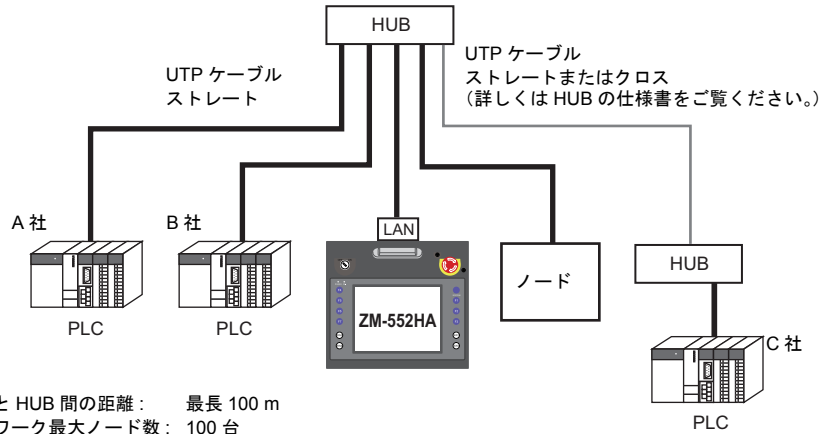 HUB
UTP ケーブル
ストレート
UTP ケーブル
ストレートまたはクロス
（詳しくは HUB の仕様書をご覧ください。）
A 社
B 社
LAN
ZM-552HA
ノード
HUB
PLC
PLC
C 社
PLC
と HUB 間の距離 : 最長 100 m
ワーク最大ノード数 : 100 台